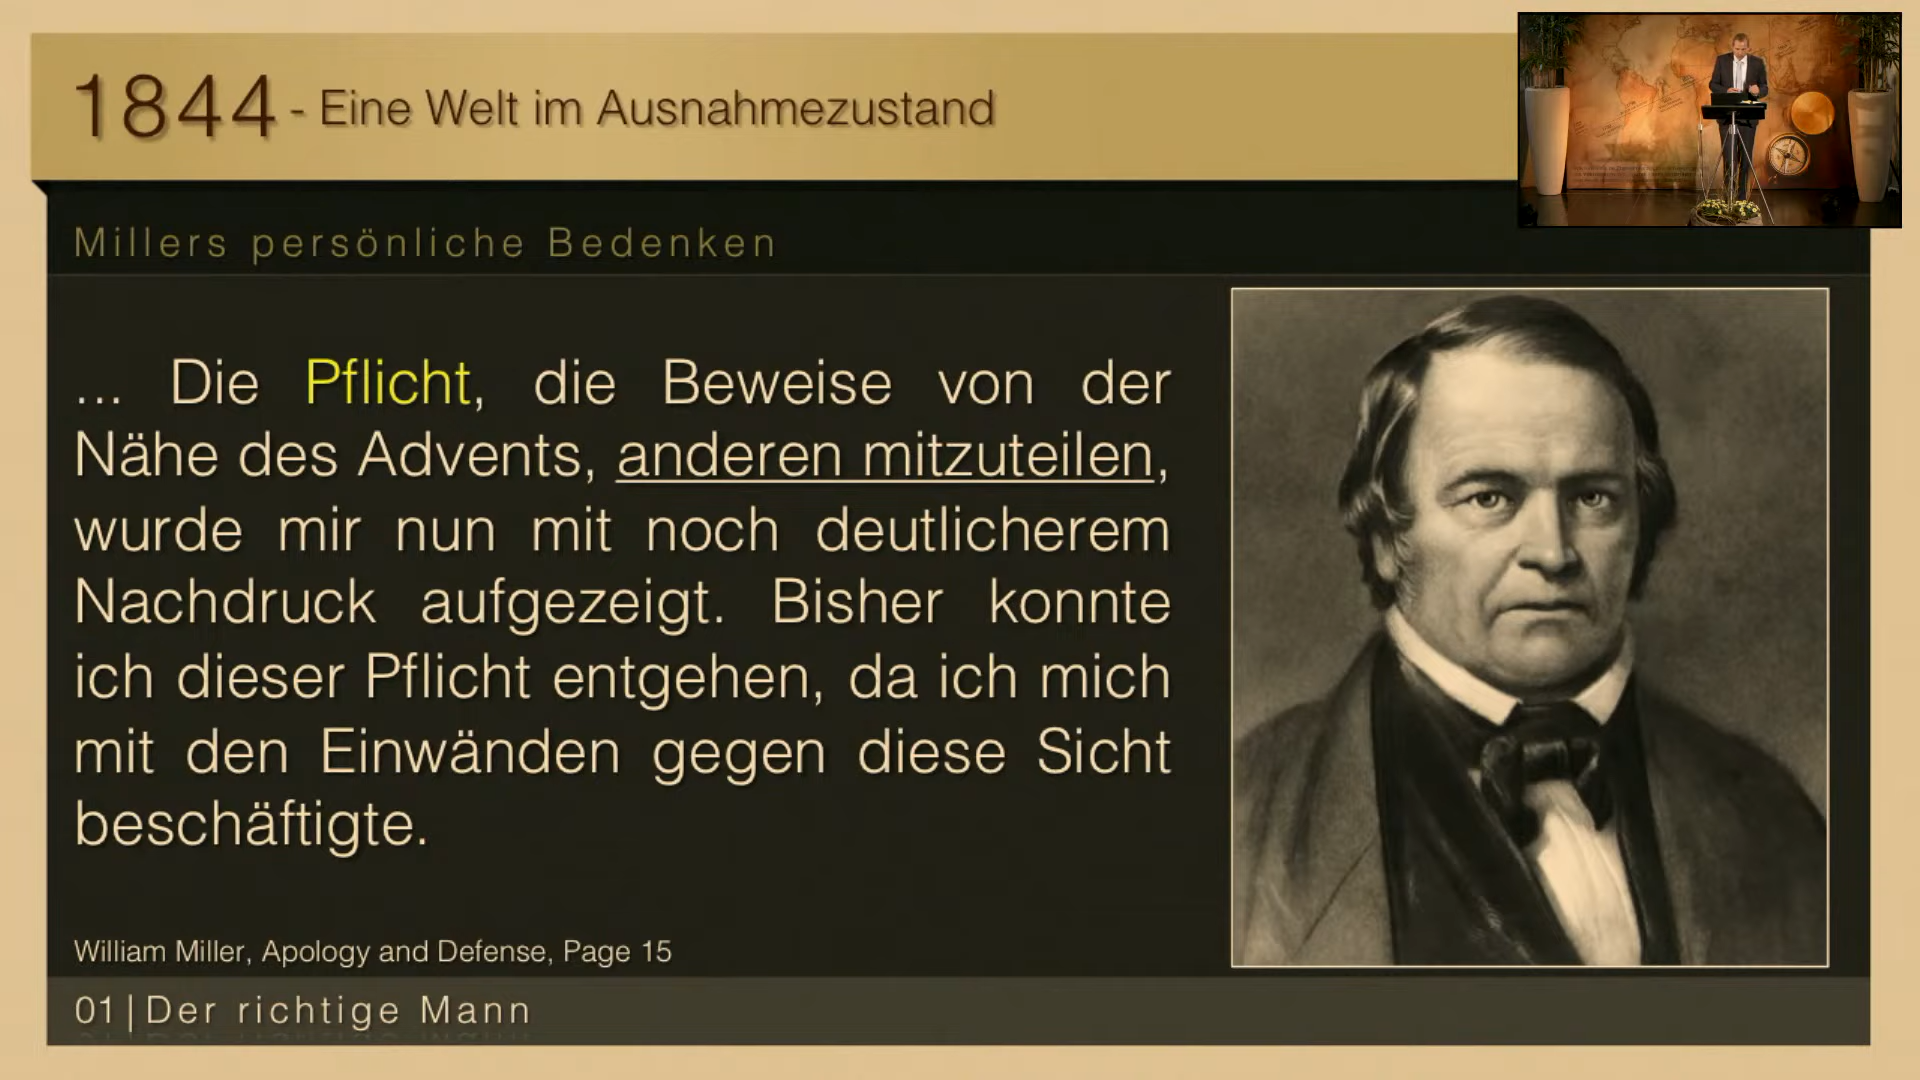 1844 - Eine Welt im Ausnahmezustand
Millers persönliche Bedenken
... Die Pflicht, die Beweise von der
Nähe des Advents, anderen mitzuteilen,
wurde mir nun mit noch deutlicherem
Nachdruck aufgezeigt. Bisher konnte
ich dieser Pflicht entgehen, da ich mich
mit den Einwänden gegen diese Sicht
beschäftigte.
William Miller, Apology and Defense, Page 15
01|Der richtige Mann